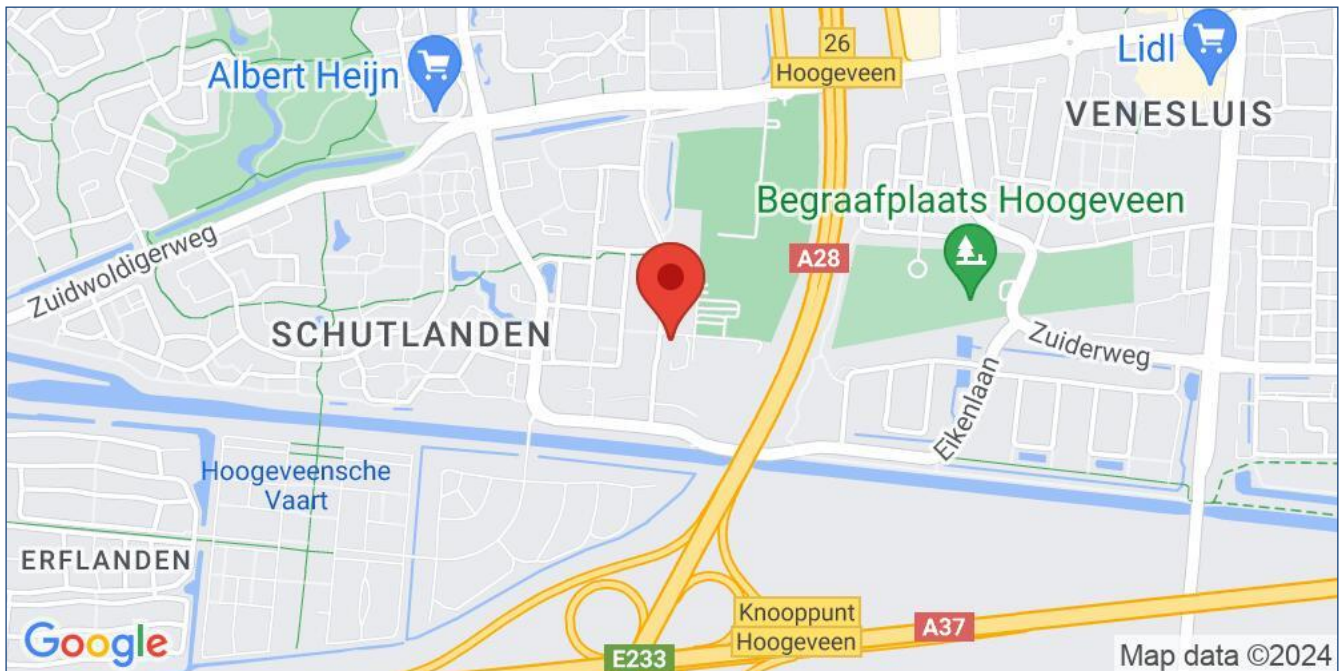 26
Hoogeveen
Lidl
Albert Heijn
VENESLUIS
Begraafplaats Hoogeveen
A28
Zuidwoldigerweg
SCHUTLANDEN
Zuiderweg
Eikenlaan
Hoogeveensche
Vaart
ERFLANDEN
Knooppunt
Hoogeveen
A37
Google
E233
Map data ©2024